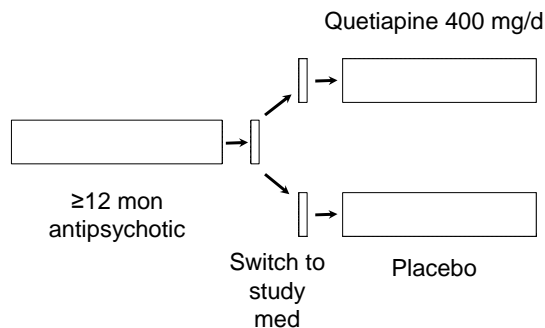 Quetiapine 400 mg/d
≥12 mon
antipsychotic
Switch to
study
med
Placebo